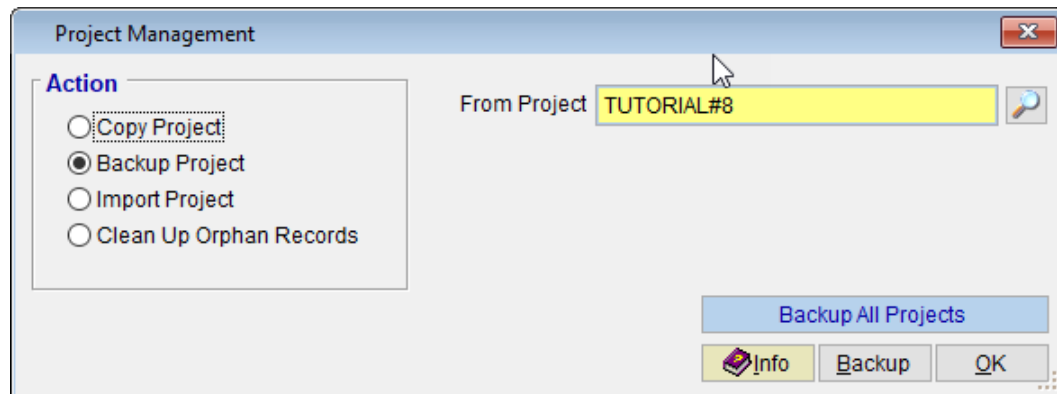 Project Management
Action
Copy Project
Backup Project
Import Project
Clean Up Orphan Records
From Project TUTORIAL#8
Backup All Projects
Info Backup OK